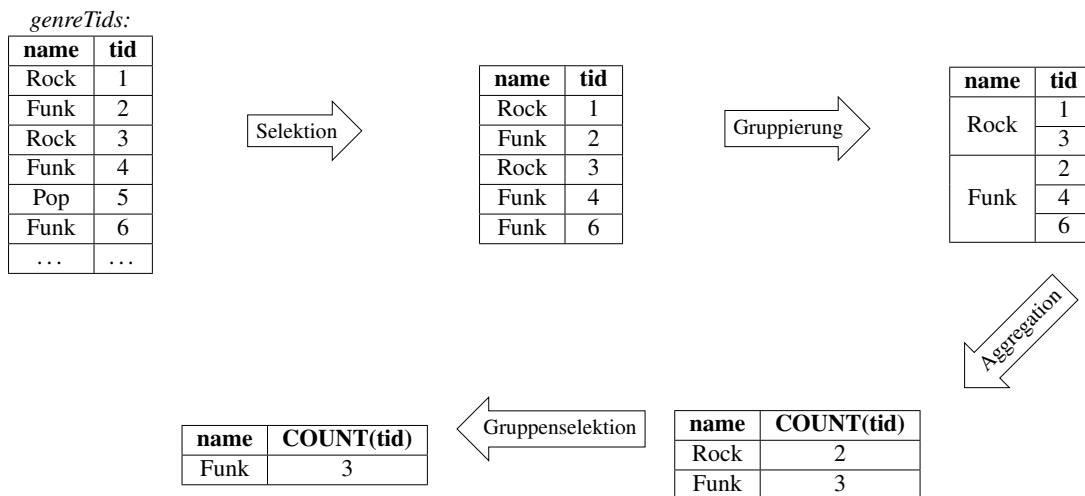 genreTids:
name tid
Rock 1
Funk 2
Rock 3
Funk 4
Pop 5
Funk 6
... ...
Selektion
name tid
Rock 1
Funk 2
Rock 3
Funk 4
Funk 6
Gruppierung
name tid
Rock 1
3
Funk 2
4
6
Aggregation
name COUNT(tid)
Rock 2
Funk 3
Gruppenselektion
name COUNT(tid)
Funk 3